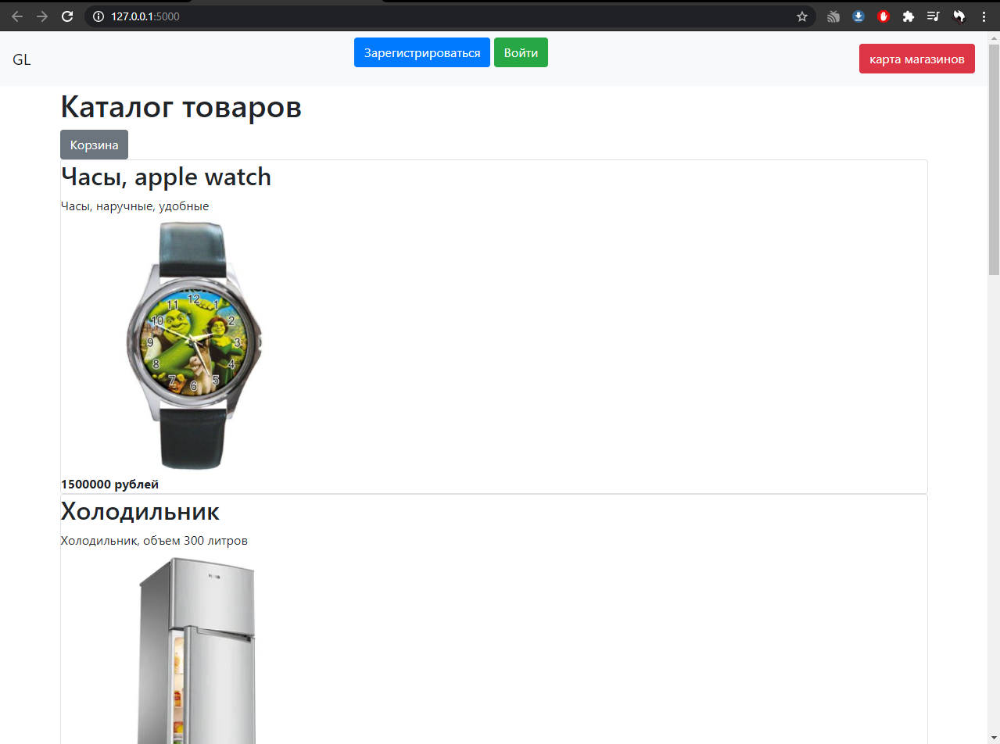 127.0.0.1:5000
GL
Зарегистрироваться
Войти
карта магазинов
Каталог товаров
Корзина
Часы, apple watch
Часы, наручные, удобные
12
1
2
3
4
5
6
7
8
9
10
11
1500000 рублей
Холодильник
Холодильник, объем 300 литров